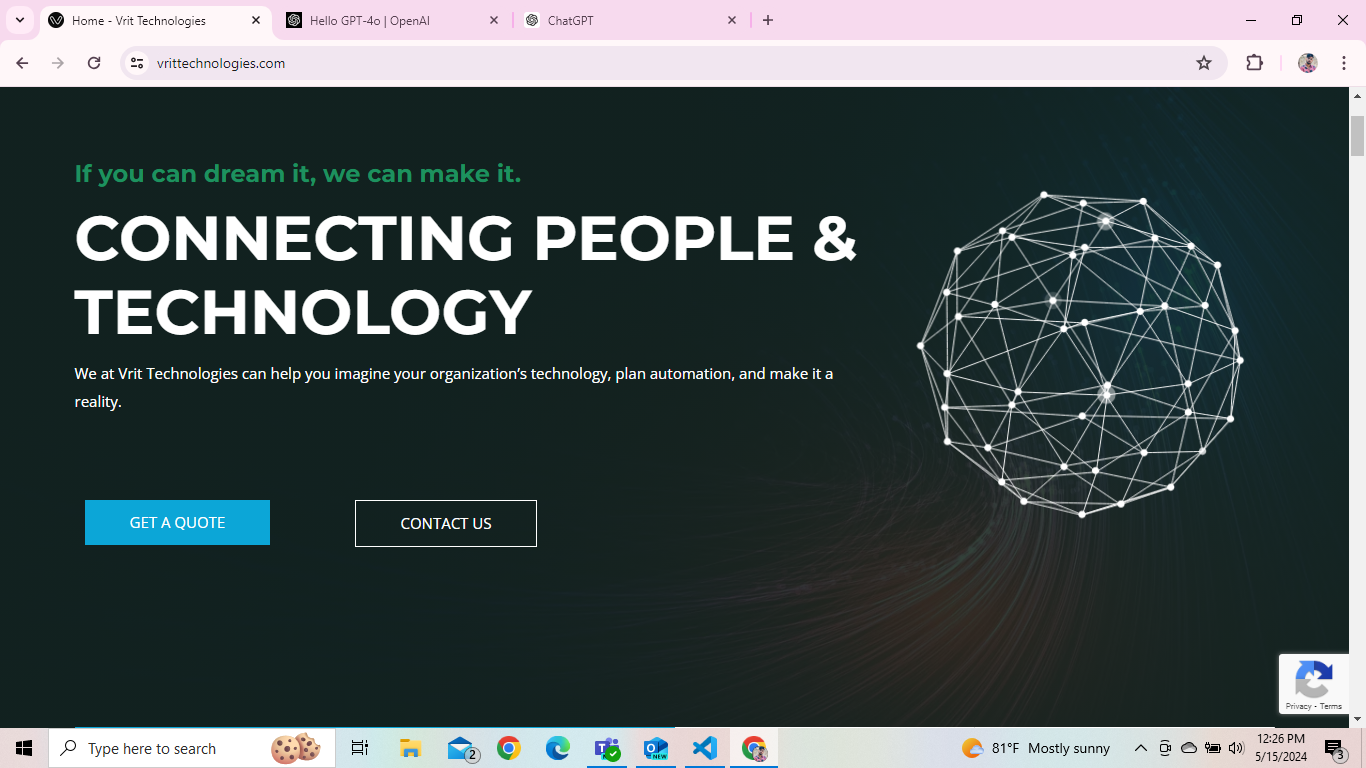 Home - Vrit Technologies
Hello GPT-4o | OpenAI
ChatGPT
vrittechnologies.com
If you can dream it, we can make it.
CONNECTING PEOPLE &
TECHNOLOGY
We at Vrit Technologies can help you imagine your organization’s technology, plan automation, and make it a
reality.
GET A QUOTE
CONTACT US
Privacy - Terms
Type here to search
2
NEW
81°F Mostly sunny
12:26 PM
5/15/2024
3